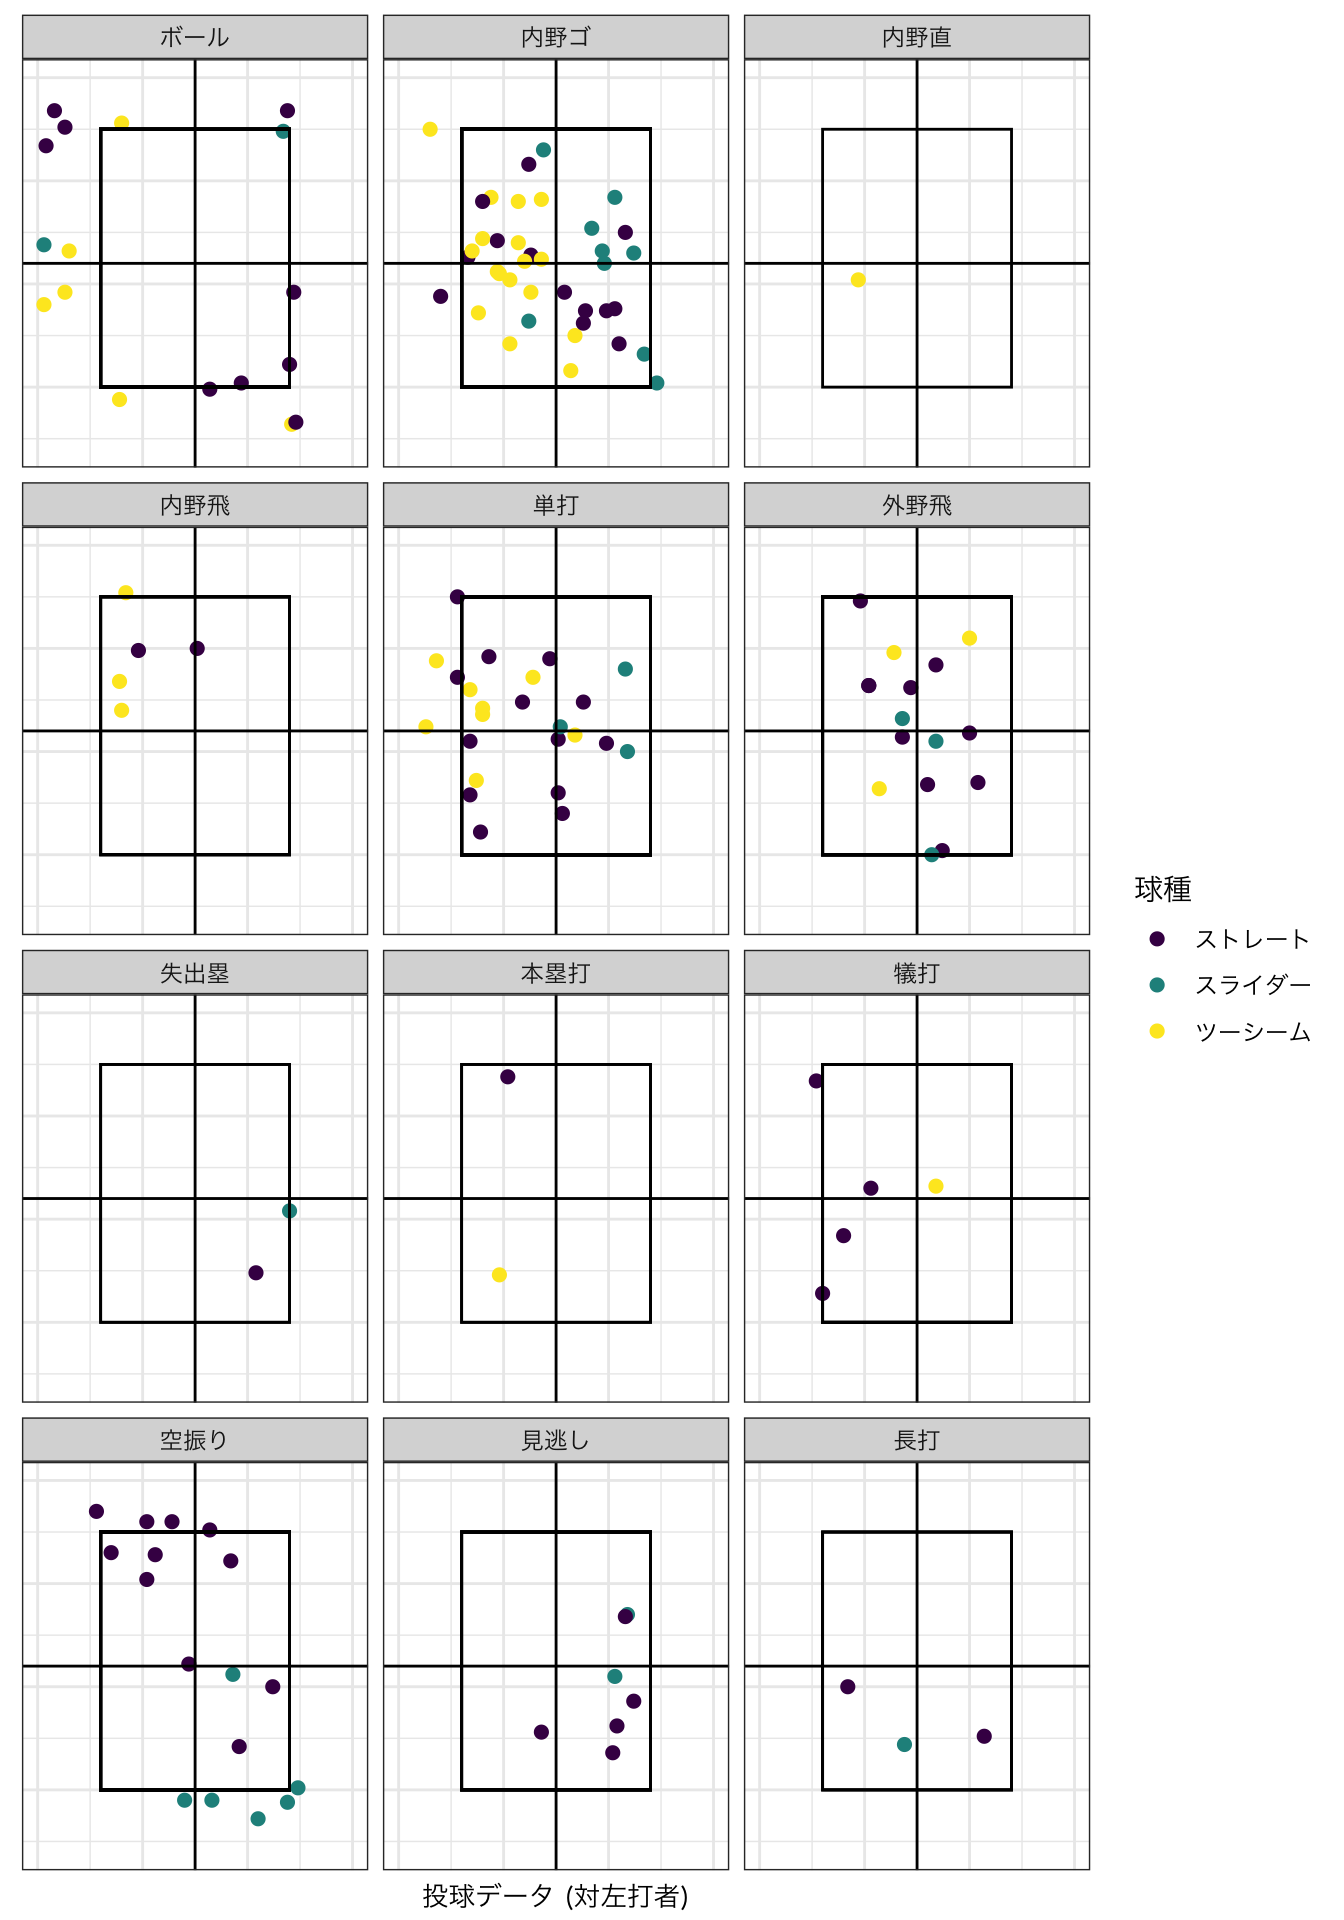 ボール
内野ゴ
内野直
内野飛
単打
外野飛
失出塁
本塁打
犠打
空振り
見逃し
長打
球種
ストレート
スライダー
ツーシーム
投球データ (対左打者)